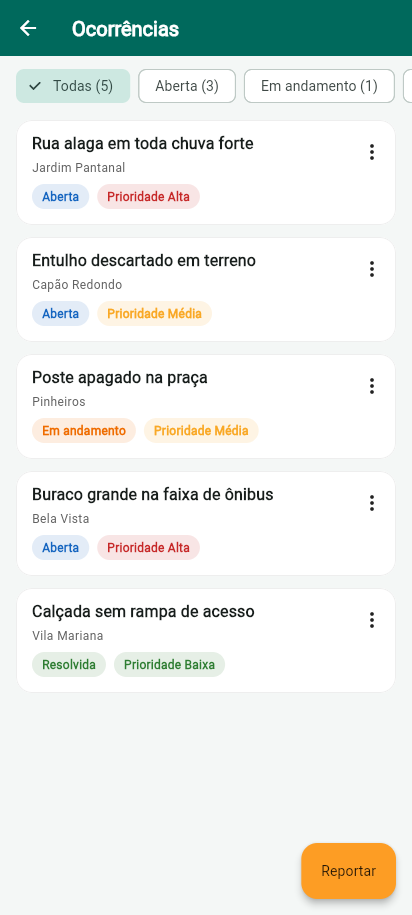 Ocorrências
Todas (5)
Aberta (3)
Em andamento (1)
Rua alaga em toda chuva forte
Jardim Pantanal
Aberta
Prioridade Alta
Entulho descartado em terreno
Capão Redondo
Aberta
Prioridade Média
Poste apagado na praça
Pinheiros
Em andamento
Prioridade Média
Buraco grande na faixa de ônibus
Bela Vista
Aberta
Prioridade Alta
Calçada sem rampa de acesso
Vila Mariana
Resolvida
Prioridade Baixa
Reportar